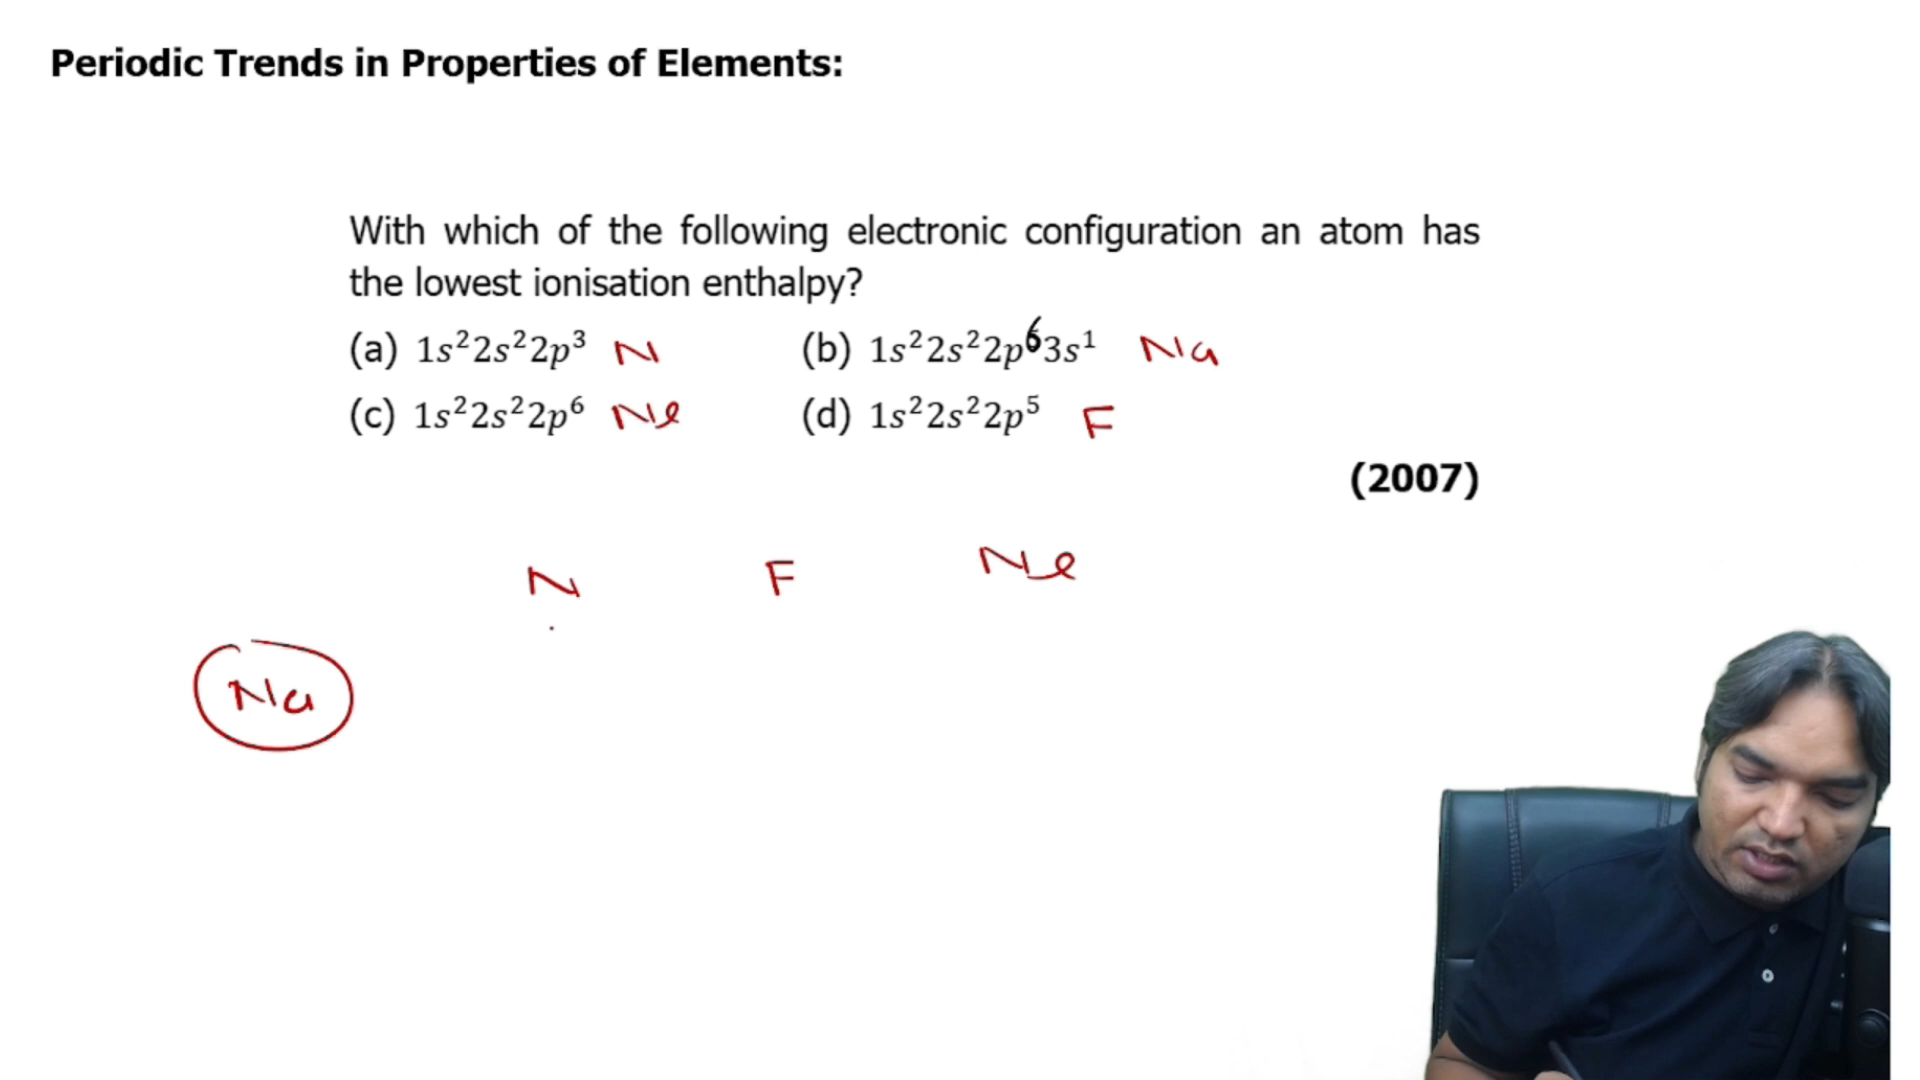 Periodic Trends in Properties of Elements:
With which of the following electronic configuration an atom has
the lowest ionisation enthalpy?
(a) 1s²2s²2p³ N (b) 1s²2s²2p⁶3s¹ Na
(c) 1s²2s²2p⁶ Ne (d) 1s²2s²2p⁵ F
(2007)
N F Ne
Na